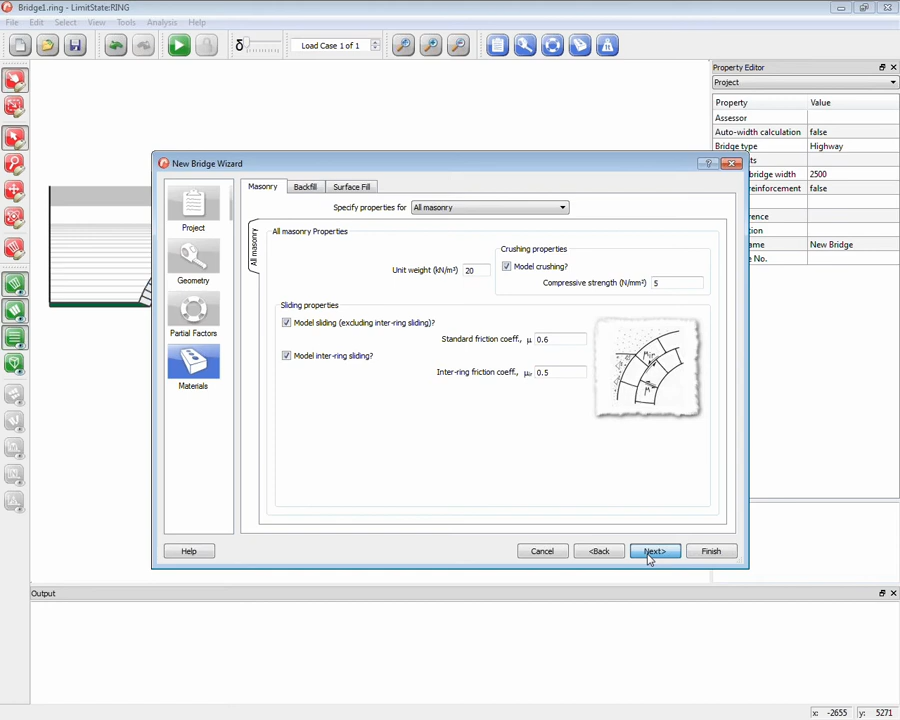 Bridge1.ring - LimitState:RING
File Edit Select View Tools Analysis Help
δ Load Case 1 of 1
Property Editor
Project
Property Value
Assessor
Auto-width calculation false
Bridge type Highway
bridge width 2500
reinforcement false
name New Bridge
New Bridge Wizard
Masonry Backfill Surface Fill
Project
Geometry
Partial Factors
Materials
Specify properties for All masonry
All masonry
All masonry Properties
Unit weight (kN/m³) 20
Crushing properties
Model crushing?
Compressive strength (N/mm²) 5
Sliding properties
Model sliding (excluding inter-ring sliding)?
Standard friction coeff., μ 0.6
Model inter-ring sliding?
Inter-ring friction coeff., μir 0.5
μir
μ
Help Cancel <Back Next> Finish
Output
x: -2655 y: 5271